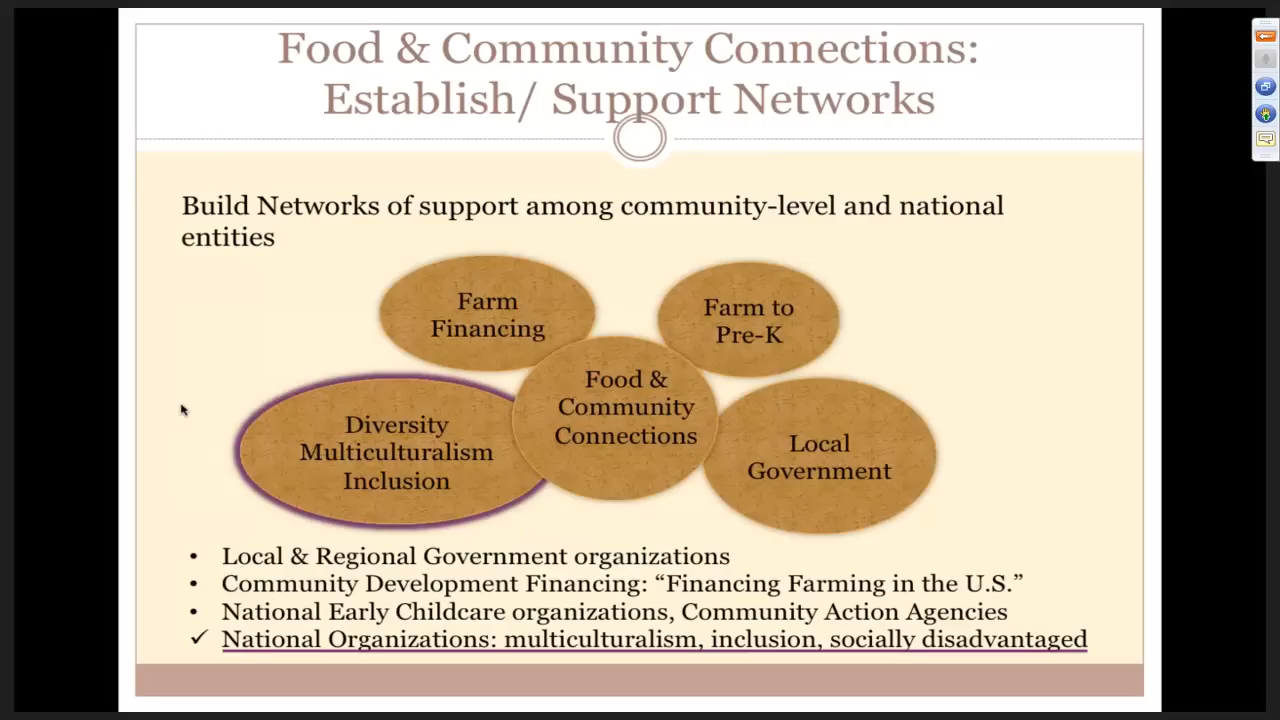 Food & Community Connections:
Establish/ Support Networks
Build Networks of support among community-level and national
entities
Farm
Financing
Farm to
Pre-K
Food &
Community
Connections
Diversity
Multiculturalism
Inclusion
Local
Government
• Local & Regional Government organizations
• Community Development Financing: “Financing Farming in the U.S.”
• National Early Childcare organizations, Community Action Agencies
✓ National Organizations: multiculturalism, inclusion, socially disadvantaged